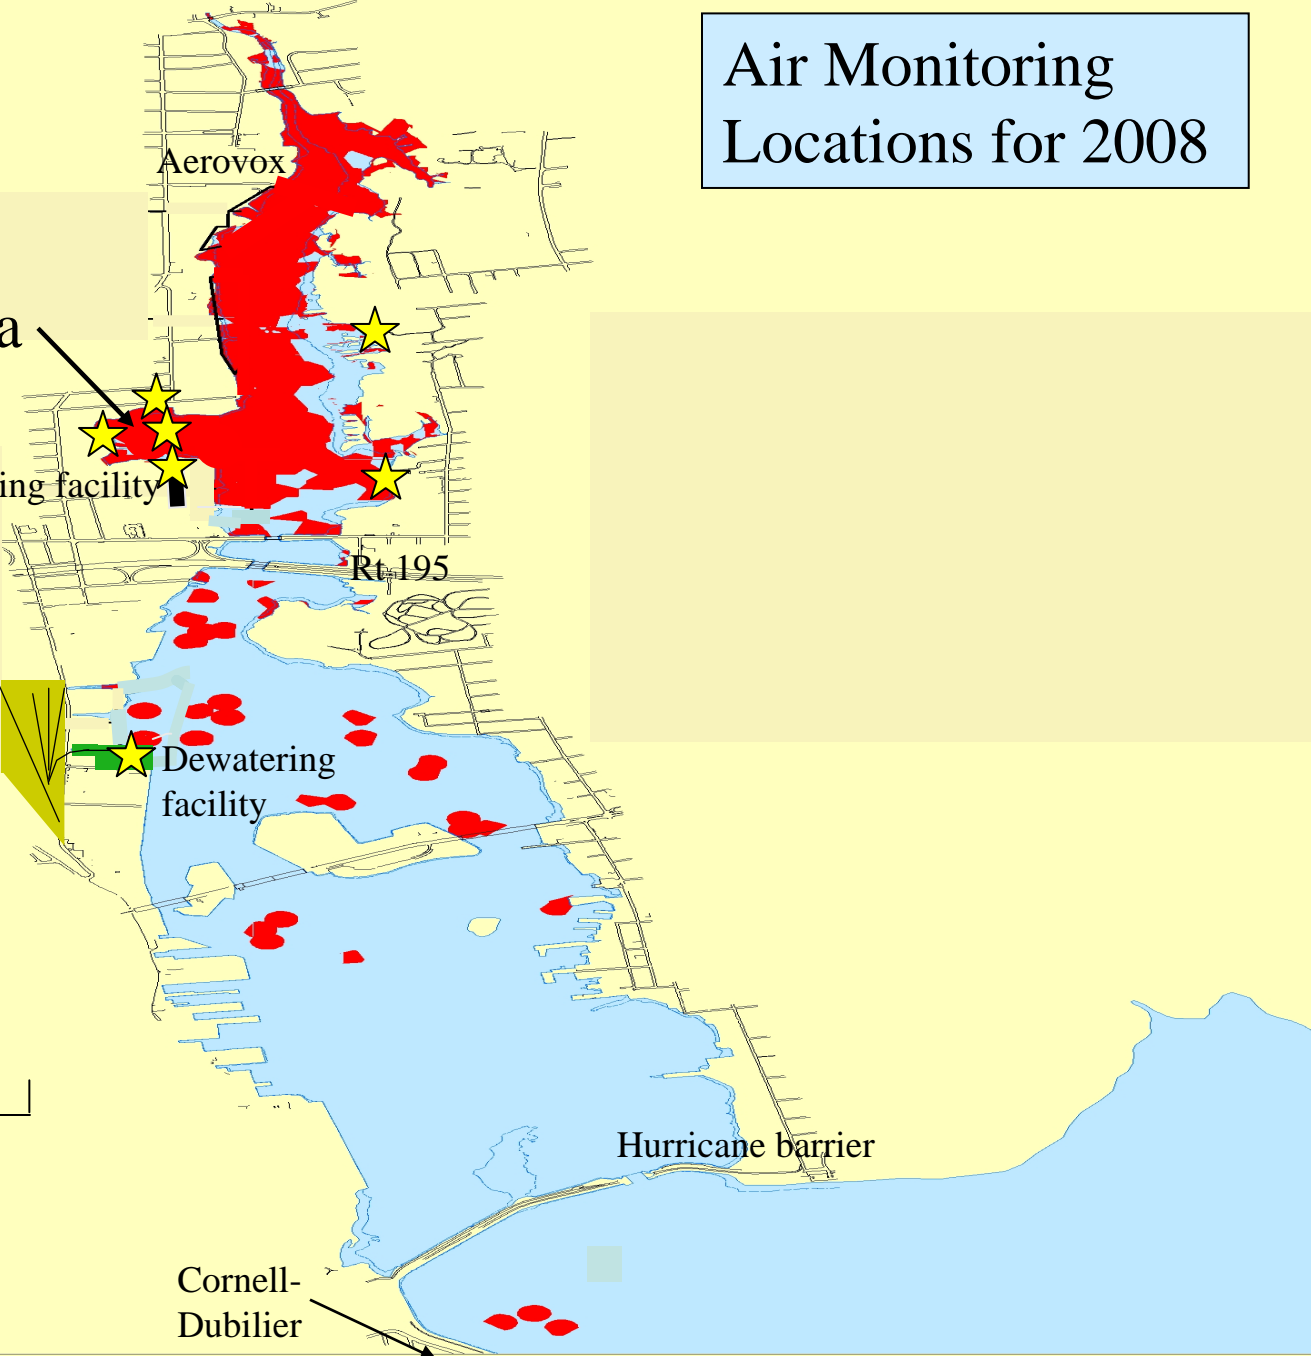 Air Monitoring
Locations for 2008
Aerovox
a
ing facility
Rt 195
Dewatering
facility
Hurricane barrier
Cornell-
Dubilier